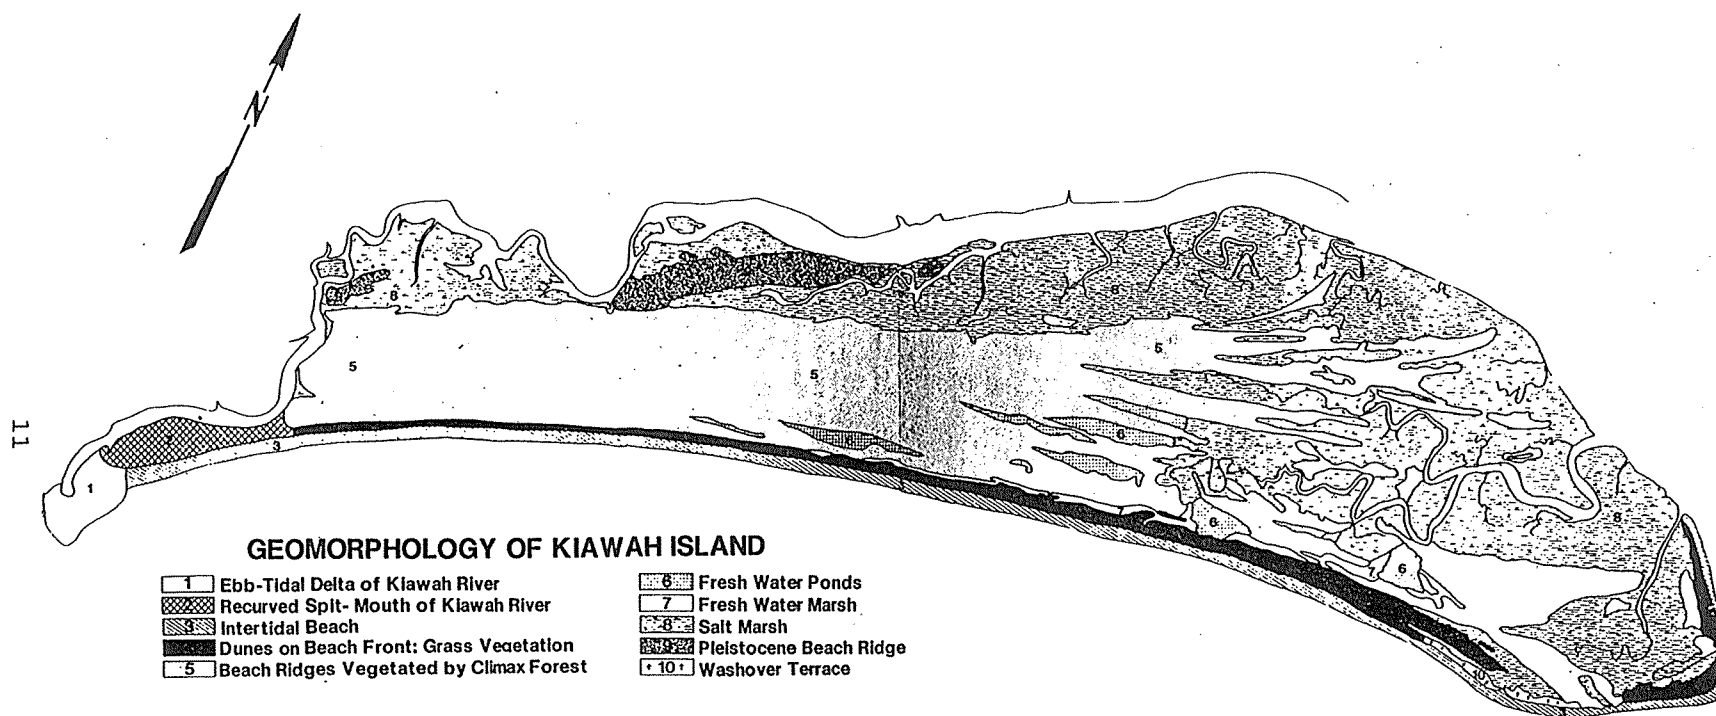 N
6
6
5
5
5
11
6
6
2
3
1
6
8
6
GEOMORPHOLOGY OF KIAWAH ISLAND
1 Ebb-Tidal Delta of Kiawah River
2 Recurved Spit- Mouth of Kiawah River
3 Intertidal Beach
Dunes on Beach Front: Grass Vegetation
5 Beach Ridges Vegetated by Climax Forest
6 Fresh Water Ponds
7 Fresh Water Marsh
8 Salt Marsh
9 Pleistocene Beach Ridge
10 Washover Terrace
10